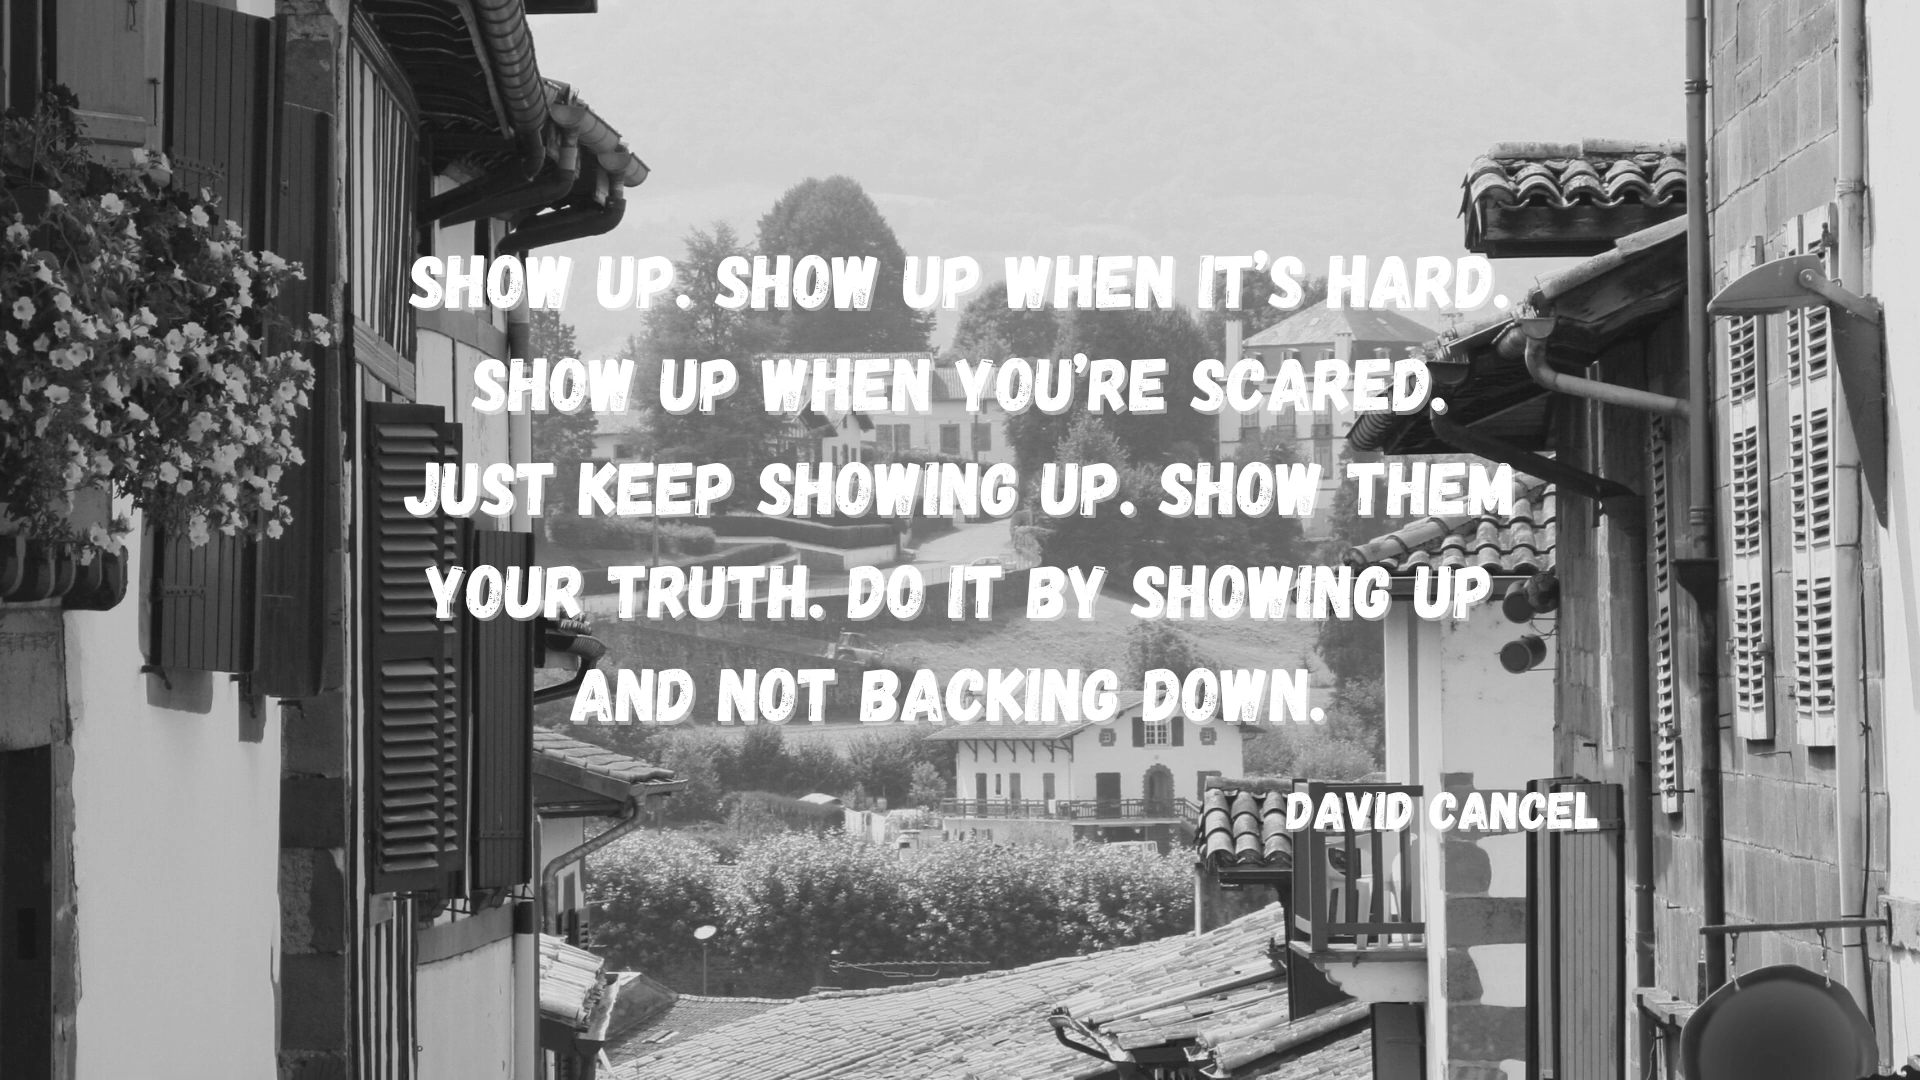 SHOW UP. SHOW UP WHEN IT'S HARD.
SHOW UP WHEN YOU'RE SCARED.
JUST KEEP SHOWING UP. SHOW THEM
YOUR TRUTH. DO IT BY SHOWING UP
AND NOT BACKING DOWN.
DAVID CANCEL